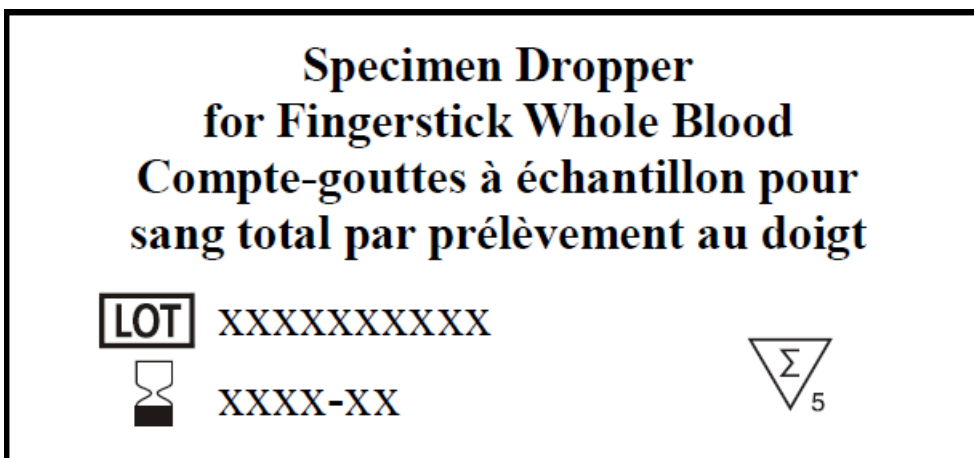 Specimen Dropper
for Fingerstick Whole Blood
Compte-gouttes à échantillon pour
sang total par prélèvement au doigt
LOT XXXXXXXXXX
XXXX-XX
Σ 5